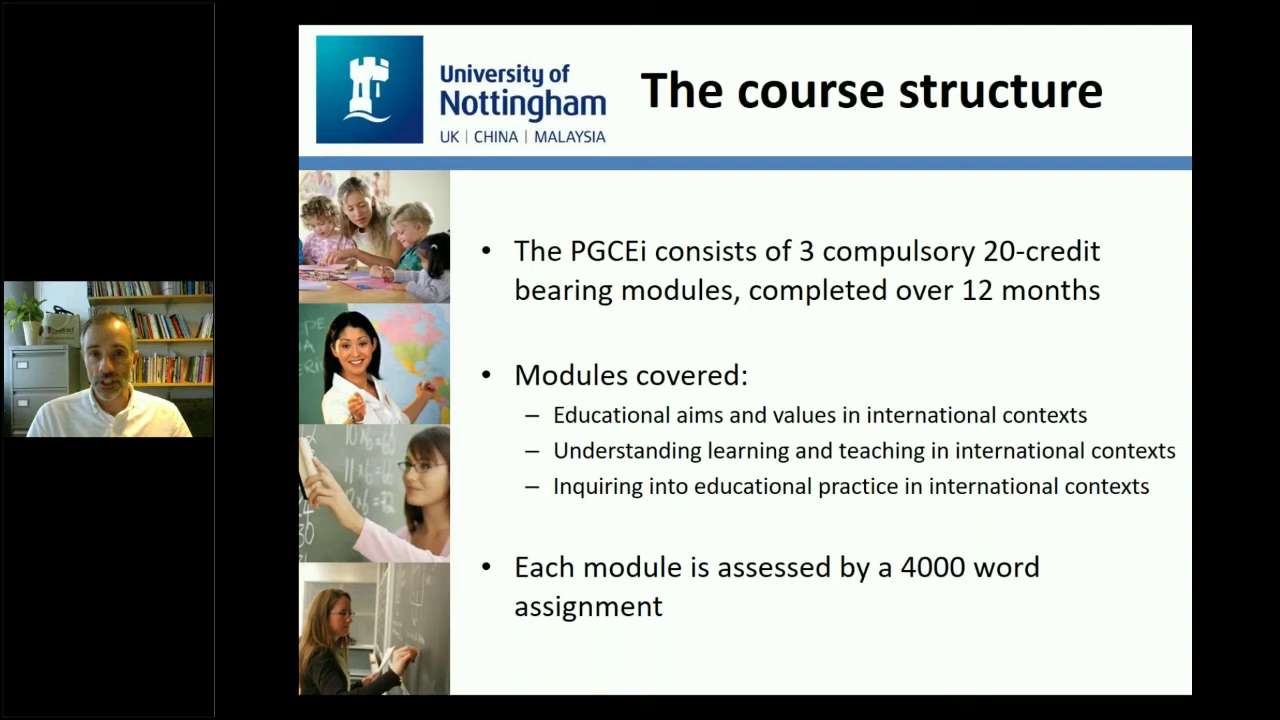 University of
Nottingham
UK | CHINA | MALAYSIA
The course structure
• The PGCEi consists of 3 compulsory 20-credit
bearing modules, completed over 12 months
• Modules covered:
– Educational aims and values in international contexts
– Understanding learning and teaching in international contexts
– Inquiring into educational practice in international contexts
• Each module is assessed by a 4000 word
assignment